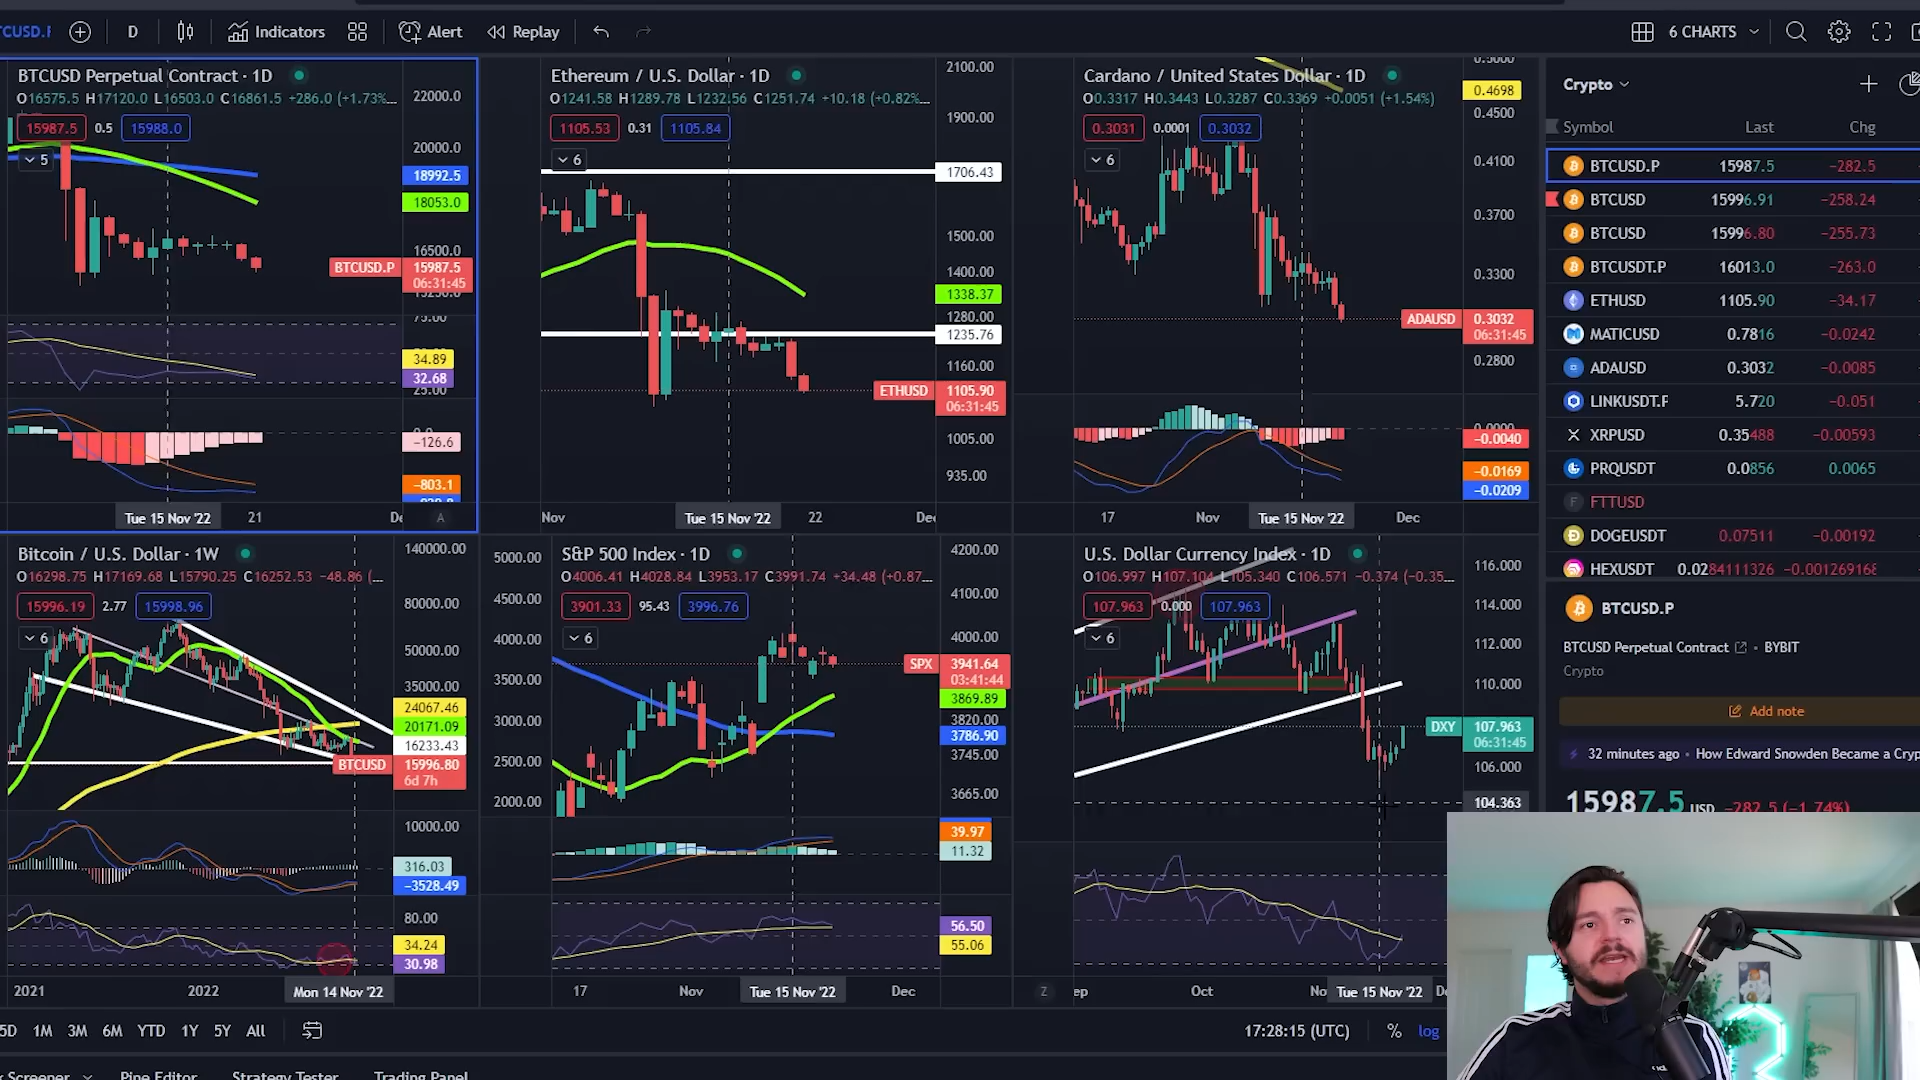 D Indicators Alert Replay 6 CHARTS
BTCUSD Perpetual Contract · 1D
O16575.5 H17120.0 L16503.0 C16861.5 +286.0 (+1.73%...
15987.5 0.5 15988.0
5
22000.0
20000.0
18992.5
18053.0
16500.0
BTCUSD.P 15987.5
06:31:45
75.00
34.89
32.68
25.00
−126.6
−803.1
Tue 15 Nov '22 21 De A
Ethereum / U.S. Dollar · 1D
O1241.58 H1289.78 L1232.56 C1251.74 +10.18 (+0.82%...
1105.53 0.31 1105.84
6
2100.00
1900.00
1706.43
1500.00
1400.00
1338.37
1280.00
1235.76
1160.00
ETHUSD 1105.90
06:31:45
1005.00
935.00
Nov Tue 15 Nov '22 22 Dec
Cardano / United States Dollar · 1D
O0.3317 H0.3443 L0.3287 C0.3369 +0.0051 (+1.54%)
0.3031 0.0001 0.3032
6
0.4698
0.4500
0.4100
0.3700
0.3300
ADAUSD 0.3032
06:31:45
0.2800
−0.0040
−0.0169
−0.0209
17 Nov Tue 15 Nov '22 Dec
Bitcoin / U.S. Dollar · 1W
O16298.75 H17169.68 L15790.25 C16252.53 −48.86 (...
15996.19 2.77 15998.96
6
140000.00
80000.00
50000.00
35000.00
24067.46
20171.09
16233.43
BTCUSD 15996.80
6d 7h
10000.00
316.03
−3528.49
80.00
34.24
30.98
2021 2022 Mon 14 Nov '22
S&P 500 Index · 1D
O4006.41 H4028.84 L3953.17 C3991.74 +34.48 (+0.87...
3901.33 95.43 3996.76
6
5000.00
4500.00
4000.00
3500.00
3000.00
2500.00
2000.00
4200.00
4100.00
4000.00
SPX 3941.64
03:41:44
3869.89
3820.00
3786.90
3745.00
3665.00
39.97
11.32
56.50
55.06
17 Nov Tue 15 Nov '22 Dec
U.S. Dollar Currency Index · 1D
O106.997 H107.104 L105.340 C106.571 −0.374 (−0.35...
107.963 0.000 107.963
6
116.000
114.000
112.000
110.000
DXY 107.963
06:31:45
106.000
104.363
Z ep Oct No Tue 15 Nov '22 De
Crypto
Symbol Last Chg
BTCUSD.P 15987.5 −282.5
BTCUSD 15996.91 −258.24
BTCUSD 15996.80 −255.73
BTCUSDT.P 16013.0 −263.0
ETHUSD 1105.90 −34.17
MATICUSD 0.7816 −0.0242
ADAUSD 0.3032 −0.0085
LINKUSDT.P 5.720 −0.051
XRPUSD 0.35488 −0.00593
PRQUSDT 0.0856 0.0065
FTTUSD
DOGEUSDT 0.07511 −0.00192
HEXUSDT 0.0284111326 −0.001269168
BTCUSD.P
BTCUSD Perpetual Contract · BYBIT
Crypto
Add note
32 minutes ago · How Edward Snowden Became a Cryp
15987.5 USD −282.5 (−1.74%)
5D 1M 3M 6M YTD 1Y 5Y All 17:28:15 (UTC) % log
Screener Pine Editor Strategy Tester Trading Panel